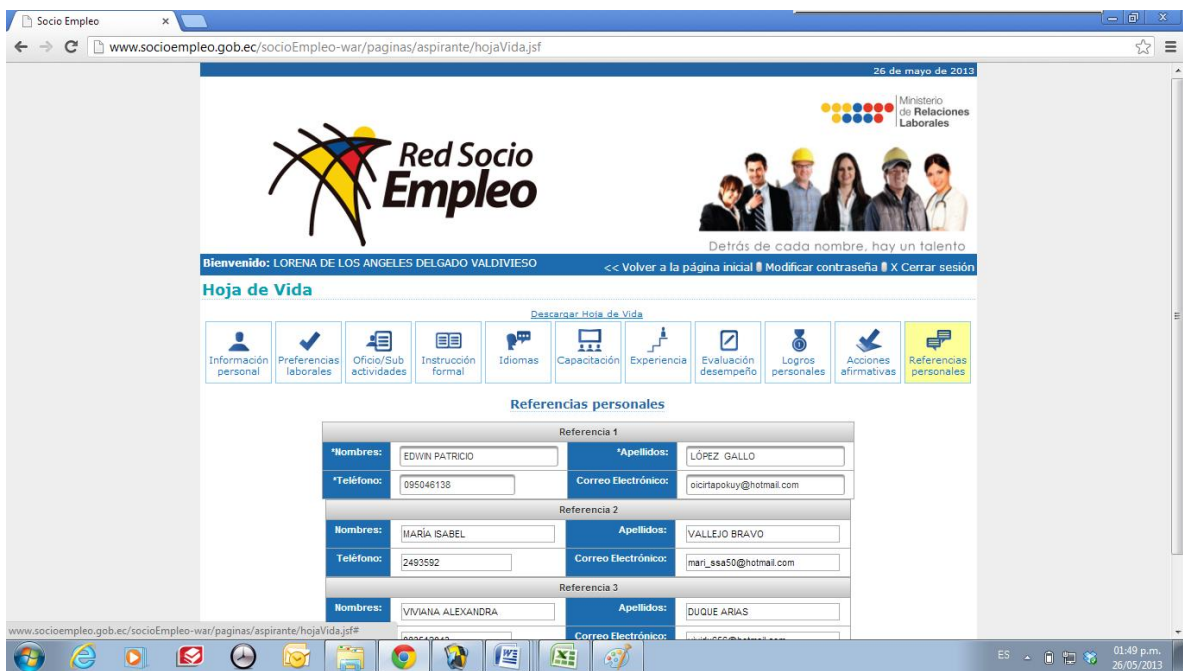 Socio Empleo
www.socioempleo.gob.ec/socioEmpleo-war/paginas/aspirante/hojaVida.jsf
26 de mayo de 2013
Ministerio
de Relaciones
Laborales
Red Socio
Empleo
Detrás de cada nombre, hay un talento
Bienvenido: LORENA DE LOS ANGELES DELGADO VALDIVIESO << Volver a la página inicial Modificar contraseña X Cerrar sesión
Hoja de Vida
Descargar Hoja de Vida
Información personal
Preferencias laborales
Oficio/Sub actividades
Instrucción formal
Idiomas
Capacitación
Experiencia
Evaluación desempeño
Logros personales
Acciones afirmativas
Referencias personales
Referencias personales
Referencia 1
*Nombres: EDWIN PATRICIO *Apellidos: LÓPEZ GALLO
*Teléfono: 095046138 Correo Electrónico: oicirtapokuy@hotmail.com
Referencia 2
Nombres: MARÍA ISABEL Apellidos: VALLEJO BRAVO
Teléfono: 2493592 Correo Electrónico: mari_ssa50@hotmail.com
Referencia 3
Nombres: VIVIANA ALEXANDRA Apellidos: DUQUE ARIAS
Correo Electrónico:
www.socioempleo.gob.ec/socioEmpleo-war/paginas/aspirante/hojaVida.jsf#
ES 01:49 p.m.
26/05/2013